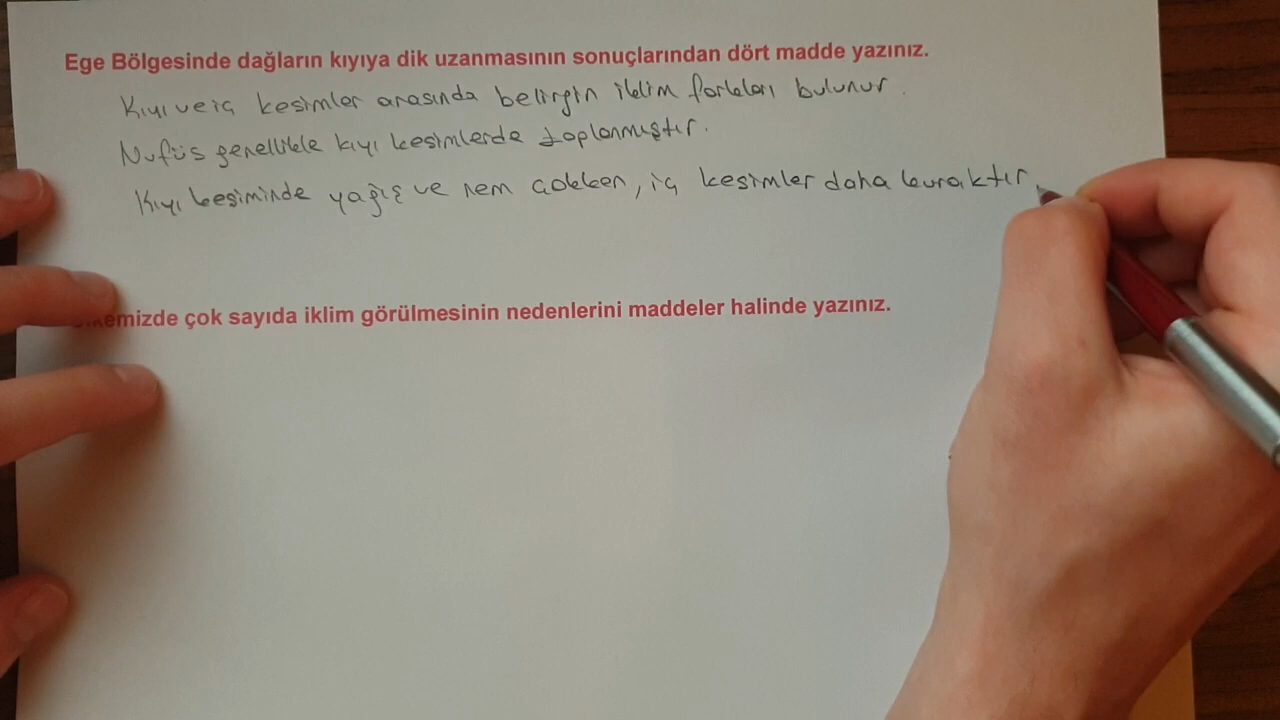 Ege Bölgesinde dağların kıyıya dik uzanmasının sonuçlarından dört madde yazınız.
Kıyı ve iç kesimler arasında belirgin iklim farkları bulunur.
Nufüs genellikle kıyı kesimlerde toplanmıştır.
Kıyı kesiminde yağış ve nem çokken, iç kesimler daha kuraktır.
çok sayıda iklim görülmesinin nedenlerini maddeler halinde yazınız.